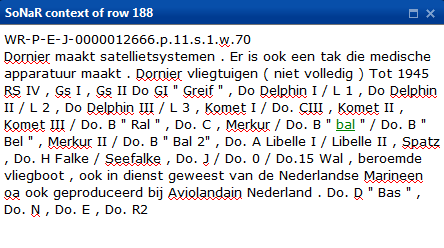 SoNaR context of row 188
WR-P-E-J-0000012666.p.11.s.1.w.70
Dornier maakt satellietsystemen . Er is ook een tak die medische
apparatuur maakt . Dornier vliegtuigen ( niet volledig ) Tot 1945
RS IV , Gs I , Gs II Do GI " Greif " , Do Delphin I / L 1 , Do Delphin
II / L 2 , Do Delphin III / L 3 , Komet I / Do. CIII , Komet II ,
Komet III / Do. B " Ral " , Do. C , Merkur / Do. B " bal " / Do. B "
Bel " , Merkur II / Do. B " Bal 2" , Do. A Libelle I / Libelle II , Spatz
, Do. H Falke / Seefalke , Do. J / Do. 0 / Do.15 Wal , beroemde
vliegboot , ook in dienst geweest van de Nederlandse Marineen
oa ook geproduceerd bij Aviolandain Nederland . Do. D " Bas " ,
Do. N , Do. E , Do. R2